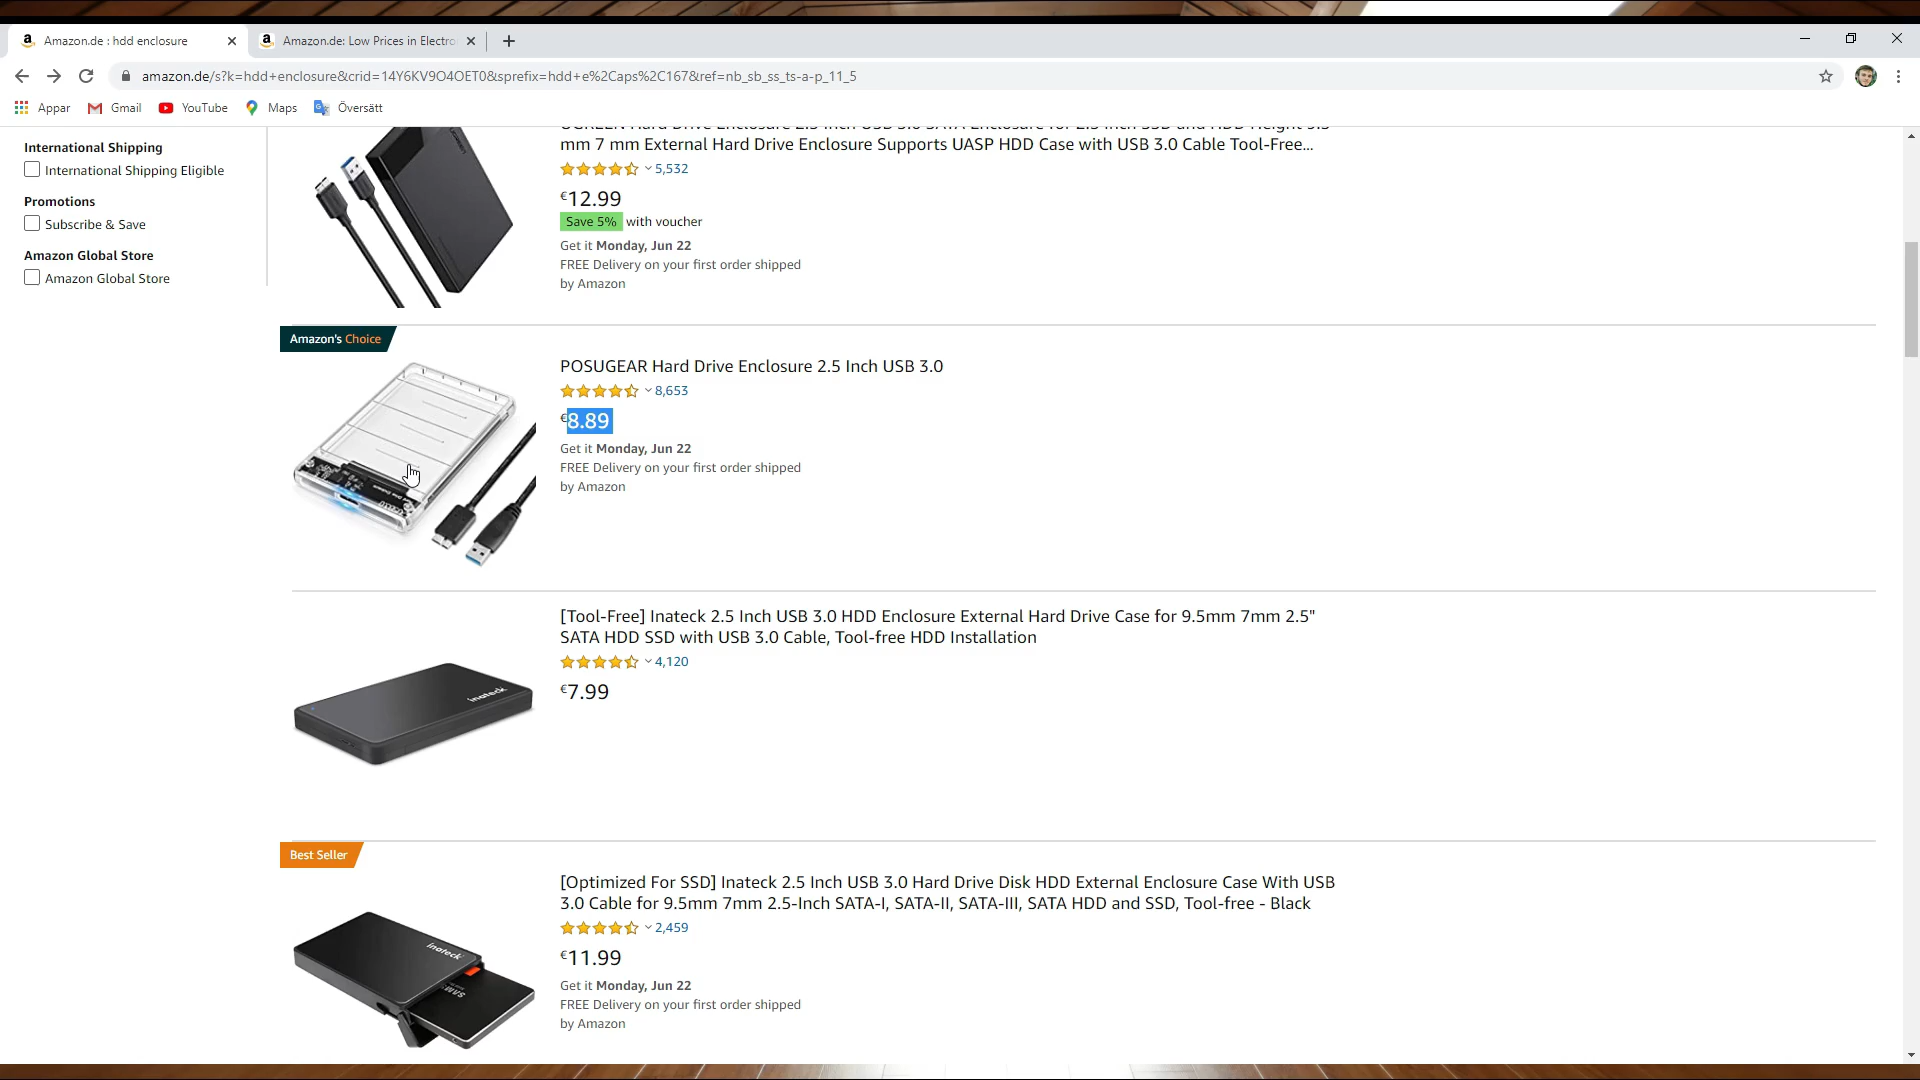 Amazon.de : hdd enclosure
Amazon.de: Low Prices in Electro
amazon.de/s?k=hdd+enclosure&crid=14Y6KV9O4OET0&sprefix=hdd+e%2Caps%2C167&ref=nb_sb_ss_ts-a-p_11_5
Appar
Gmail
YouTube
Maps
Översätt
International Shipping
International Shipping Eligible
Promotions
Subscribe & Save
Amazon Global Store
Amazon Global Store
UGREEN Hard Drive Enclosure 2.5 Inch USB 3.0 SATA Enclosure for 2.5 Inch SSD and HDD Height 9.5
mm 7 mm External Hard Drive Enclosure Supports UASP HDD Case with USB 3.0 Cable Tool-Free...
5,532
€12.99
Save 5% with voucher
Get it Monday, Jun 22
FREE Delivery on your first order shipped
by Amazon
Amazon's Choice
POSUGEAR Hard Drive Enclosure 2.5 Inch USB 3.0
8,653
€8.89
Get it Monday, Jun 22
FREE Delivery on your first order shipped
by Amazon
[Tool-Free] Inateck 2.5 Inch USB 3.0 HDD Enclosure External Hard Drive Case for 9.5mm 7mm 2.5"
SATA HDD SSD with USB 3.0 Cable, Tool-free HDD Installation
4,120
€7.99
inateck
Best Seller
[Optimized For SSD] Inateck 2.5 Inch USB 3.0 Hard Drive Disk HDD External Enclosure Case With USB
3.0 Cable for 9.5mm 7mm 2.5-Inch SATA-I, SATA-II, SATA-III, SATA HDD and SSD, Tool-free - Black
2,459
€11.99
Get it Monday, Jun 22
FREE Delivery on your first order shipped
by Amazon
inateck